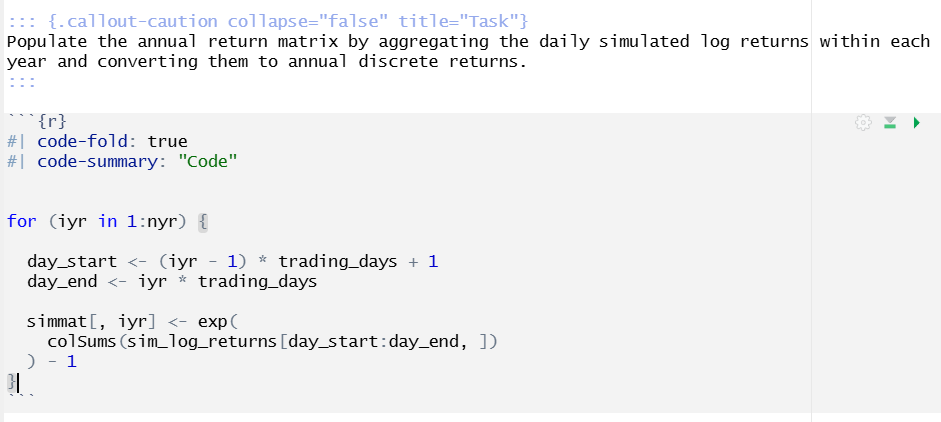 ::: {.callout-caution collapse="false" title="Task"}
Populate the annual return matrix by aggregating the daily simulated log returns within each
year and converting them to annual discrete returns.
:::
```{r}
#| code-fold: true
#| code-summary: "Code"
for (iyr in 1:nyr) {
  day_start <- (iyr - 1) * trading_days + 1
  day_end <- iyr * trading_days
  simmat[, iyr] <- exp(
    colSums(sim_log_returns[day_start:day_end, ])
  ) - 1
}
```